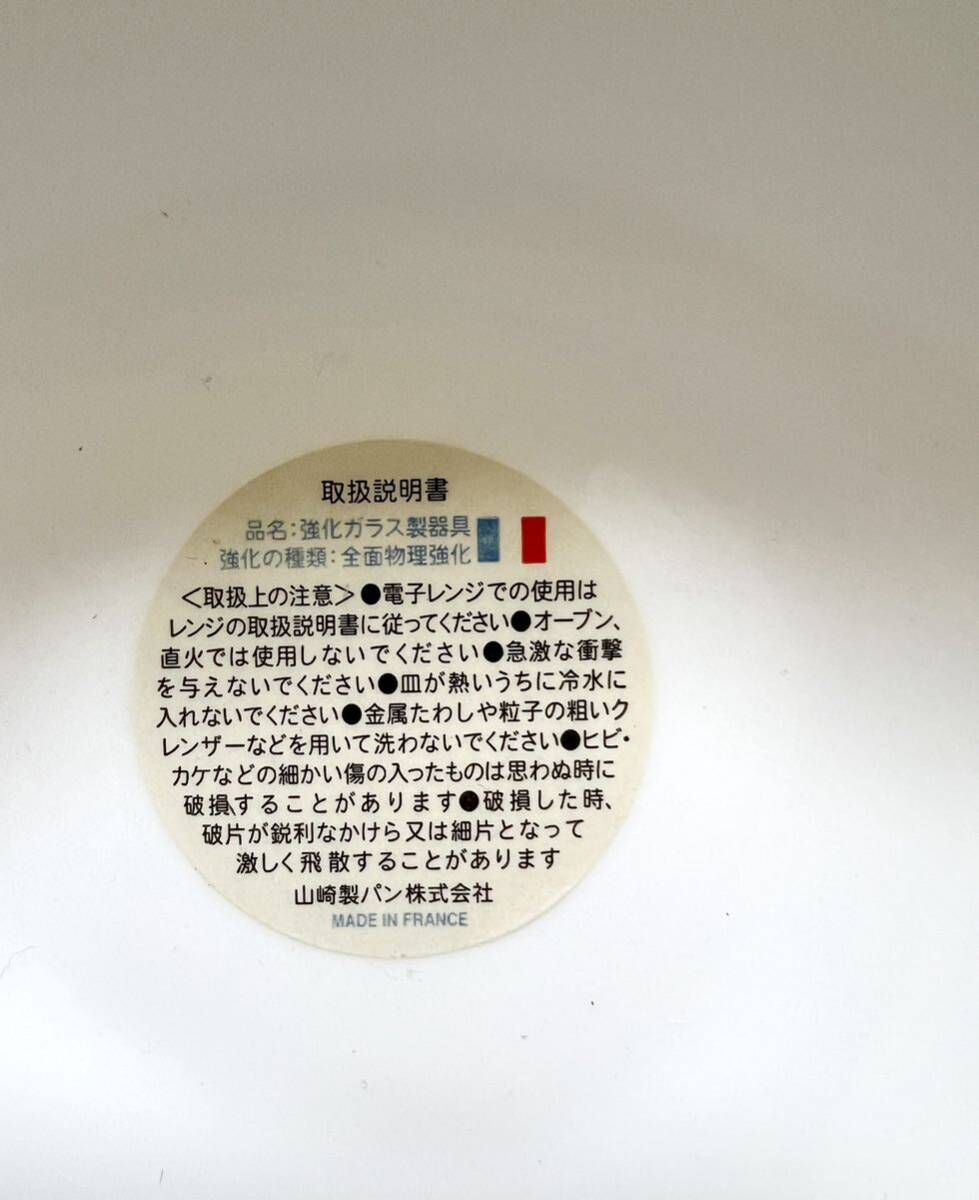 取扱説明書
品名:強化ガラス製器具
強化の種類:全面物理強化
<取扱上の注意>●電子レンジでの使用は
レンジの取扱説明書に従ってください●オーブン、
直火では使用しないでください●急激な衝撃
を与えないでください●皿が熱いうちに冷水に
入れないでください●金属たわしや粒子の粗いク
レンザーなどを用いて洗わないでください●ヒビ・
カケなどの細かい傷の入ったものは思わぬ時に
破損することがあります●破損した時、
破片が鋭利なかけら又は細片となって
激しく飛散することがあります
山崎製パン株式会社
MADE IN FRANCE